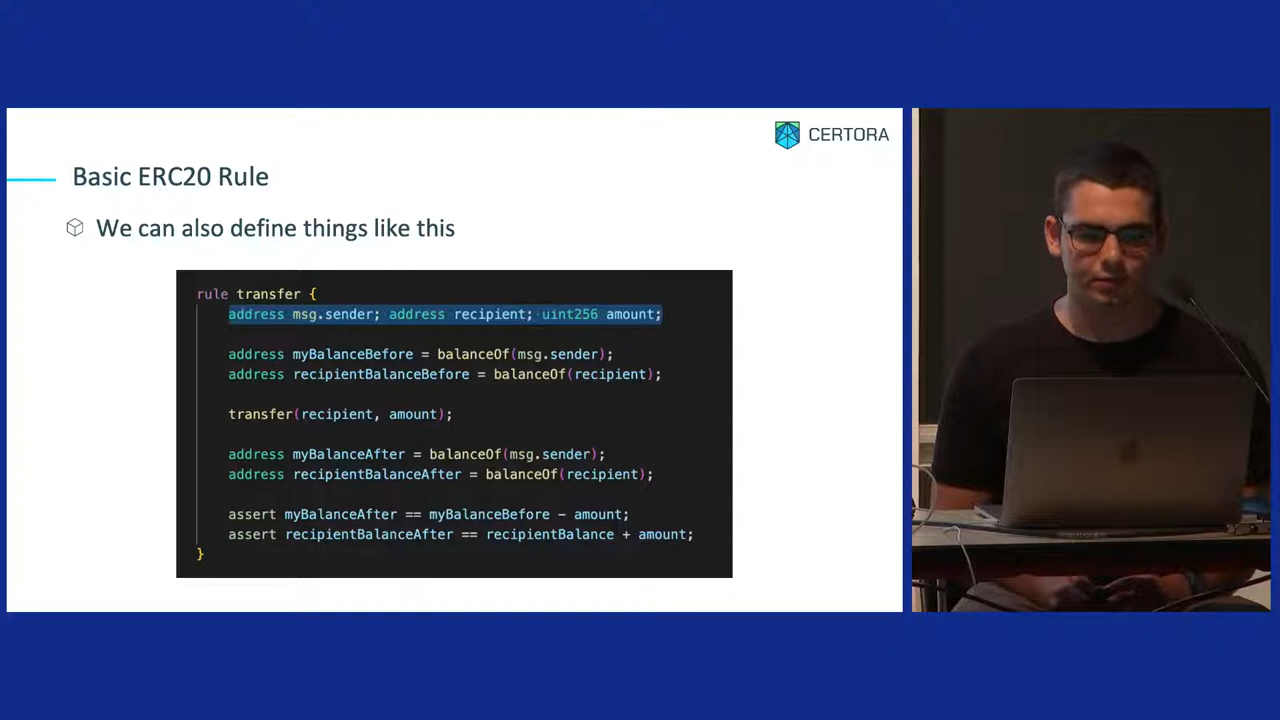 CERTORA
Basic ERC20 Rule
We can also define things like this
rule transfer {
address msg.sender; address recipient; uint256 amount;
address myBalanceBefore = balanceOf(msg.sender);
address recipientBalanceBefore = balanceOf(recipient);
transfer(recipient, amount);
address myBalanceAfter = balanceOf(msg.sender);
address recipientBalanceAfter = balanceOf(recipient);
assert myBalanceAfter == myBalanceBefore - amount;
assert recipientBalanceAfter == recipientBalance + amount;
}